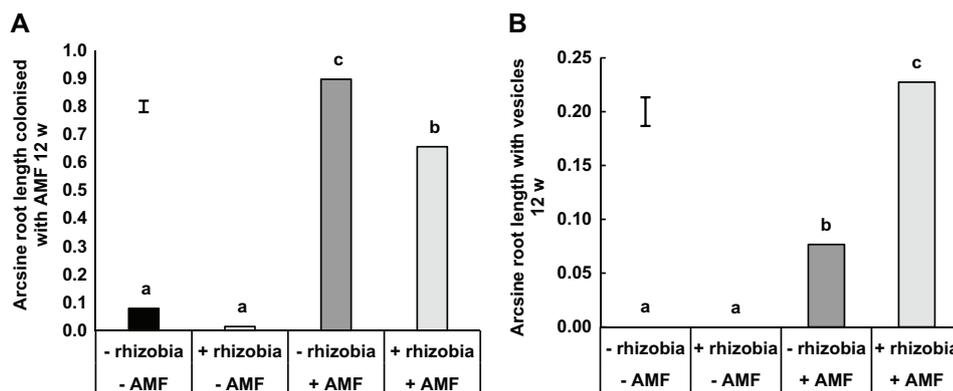 A
Arcsine root length colonised
with AMF 12 w
1.0
0.9
0.8
0.7
0.6
0.5
0.4
0.3
0.2
0.1
0.0
a
a
c
b
- rhizobia
+ rhizobia
- rhizobia
+ rhizobia
- AMF
- AMF
+ AMF
+ AMF
B
Arcsine root length with vesicles
12 w
0.25
0.20
0.15
0.10
0.05
0.00
a
a
b
c
- rhizobia
+ rhizobia
- rhizobia
+ rhizobia
- AMF
- AMF
+ AMF
+ AMF